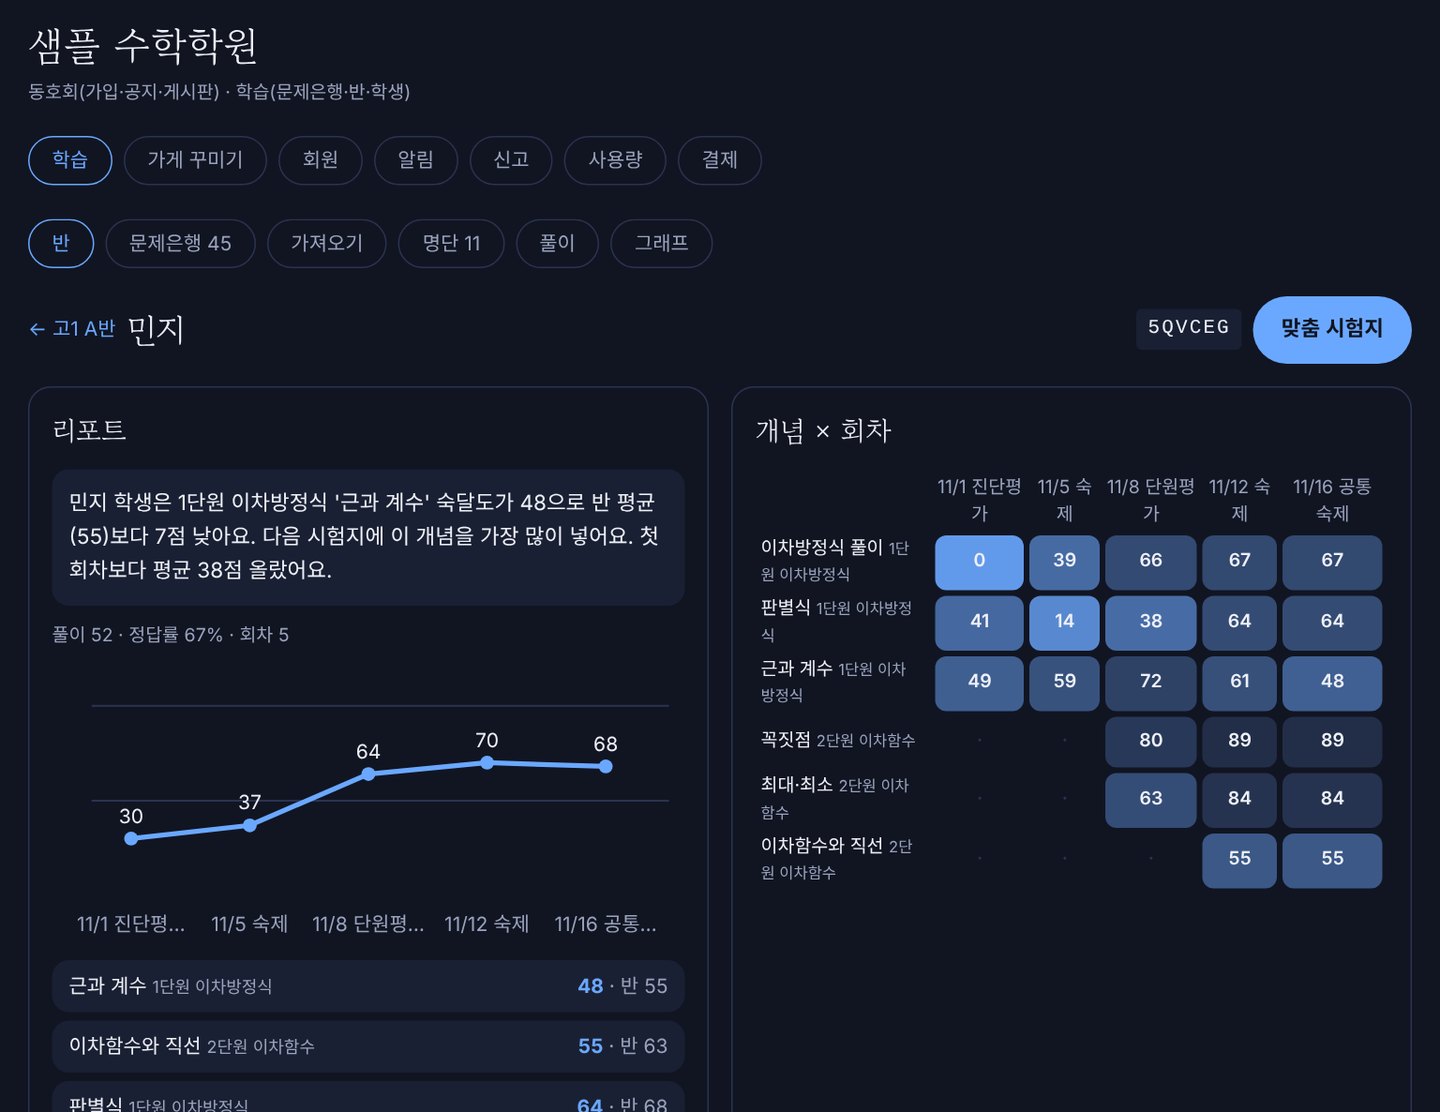 샘플 수학학원
동호회(가입·공지·게시판) · 학습(문제은행·반·학생)
학습 가게 꾸미기 회원 알림 신고 사용량 결제
반 문제은행 45 가져오기 명단 11 풀이 그래프
← 고1 A반 민지 5QVCEG 맞춤 시험지
리포트
민지 학생은 1단원 이차방정식 '근과 계수' 숙달도가 48으로 반 평균
(55)보다 7점 낮아요. 다음 시험지에 이 개념을 가장 많이 넣어요. 첫
회차보다 평균 38점 올랐어요.
풀이 52 · 정답률 67% · 회차 5
30 37 64 70 68
11/1 진단평… 11/5 숙제 11/8 단원평… 11/12 숙제 11/16 공통…
근과 계수 1단원 이차방정식 48 · 반 55
이차함수와 직선 2단원 이차함수 55 · 반 63
판별식 1단원 이차방정식 64 · 반 68
개념 × 회차
11/1 진단평 11/5 숙 11/8 단원평 11/12 숙 11/16 공통
가 제 가 제 숙제
이차방정식 풀이 1단 0 39 66 67 67
원 이차방정식
판별식 1단원 이차방정 41 14 38 64 64
식
근과 계수 1단원 이차 49 59 72 61 48
방정식
꼭짓점 2단원 이차함수 · · 80 89 89
최대·최소 2단원 이차 · · 63 84 84
함수
이차함수와 직선 2단 · · · 55 55
원 이차함수